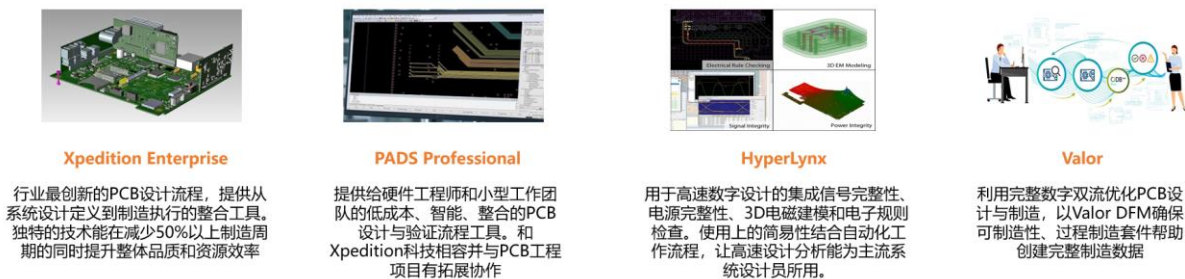 Electrical Rule Checking
3D EM Modeling
Signal Integrity
Power Integrity
Xpedition Enterprise
行业最创新的PCB设计流程，提供从
系统设计定义到制造执行的整合工具。
独特的技术能在减少50%以上制造周
期的同时提升整体品质和资源效率
PADS Professional
提供给硬件工程师和小型工作团
队的低成本、智能、整合的PCB
设计与验证流程工具。和
Xpedition科技相容并与PCB工程
项目有拓展协作
HyperLynx
用于高速数字设计的集成信号完整性、
电源完整性、3D电磁建模和电子规则
检查。使用上的简易性结合自动化工
作流程，让高速设计分析能为主流系
统设计员所用。
Valor
利用完整数字双流优化PCB设
计与制造，以Valor DFM确保
可制造性、过程制造套件帮助
创建完整制造数据